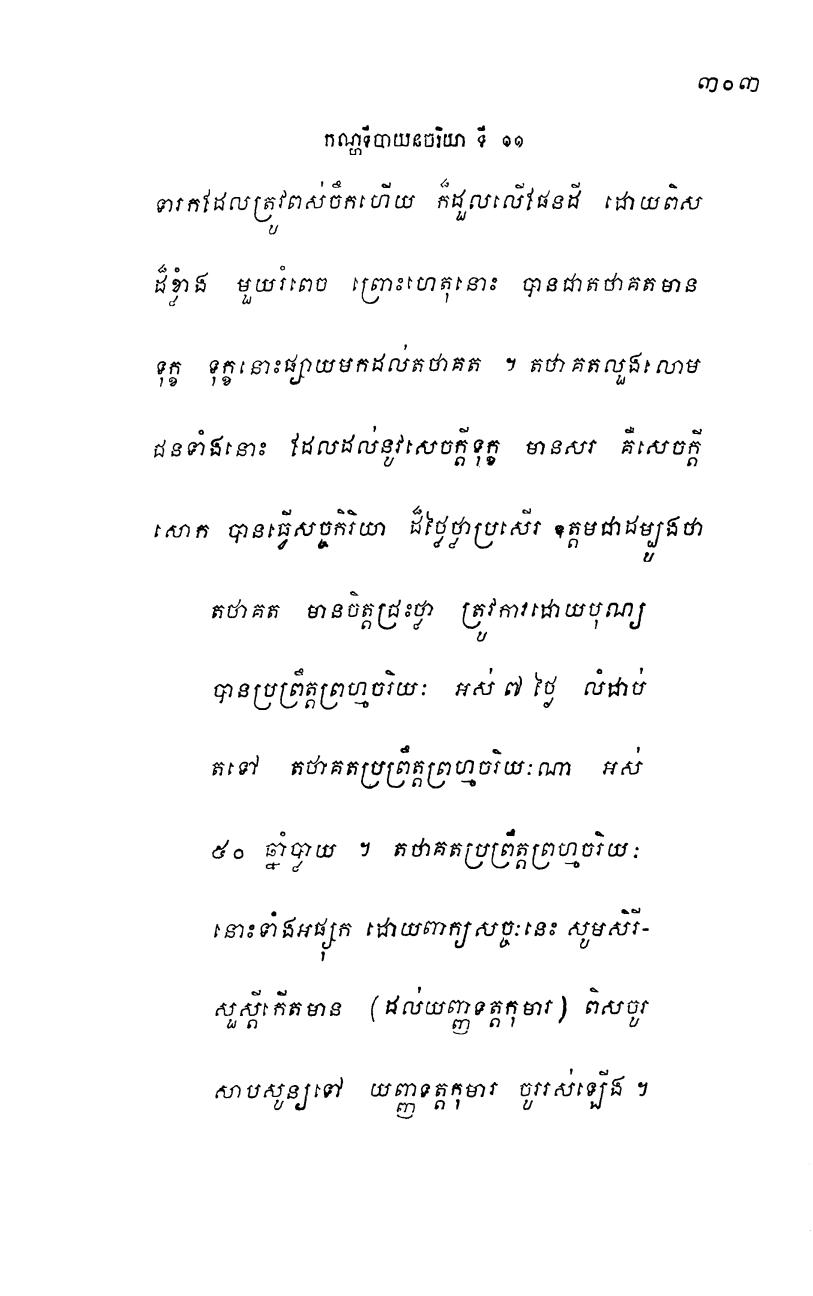 ៣០៣
កណ្ហទីបាយនចរិយា ទី ១១
ទារកដែលត្រូវពស់ចឹកហើយ ក៏ដួលលើផែនដី ដោយពិស
ដ៏ខ្លាំង មួយរំពេច ព្រោះហេតុនោះ បានជាតថាគតមាន
ទុក្ខ ទុក្ខនោះផ្សាយមកដល់តថាគត ។ តថាគតលួងលោម
ជនទាំងនោះ ដែលដល់នូវសេចក្តីទុក្ខ មានសរ គឺសេចក្តី
សោក បានធ្វើសច្ចកិរិយា ដ៏ថ្លៃថ្លាប្រសើរ ឧត្តមជាដម្បូងថា
តថាគត មានចិត្តជ្រះថ្លា ត្រូវការដោយបុណ្យ
បានប្រព្រឹត្តព្រហ្មចរិយៈ អស់ ៧ ថ្ងៃ លំដាប់
តទៅ តថាគតប្រព្រឹត្តព្រហ្មចរិយៈណា អស់
៥០ ឆ្នាំប្លាយ ។ តថាគតប្រព្រឹត្តព្រហ្មចរិយៈ
នោះទាំងអផ្សុក ដោយពាក្យសច្ចៈនេះ សូមសិរី-
សួស្តីកើតមាន (ដល់យញ្ញទត្តកុមារ) ពិសចូរ
សាបសូន្យទៅ យញ្ញទត្តកុមារ ចូររស់ឡើង ។